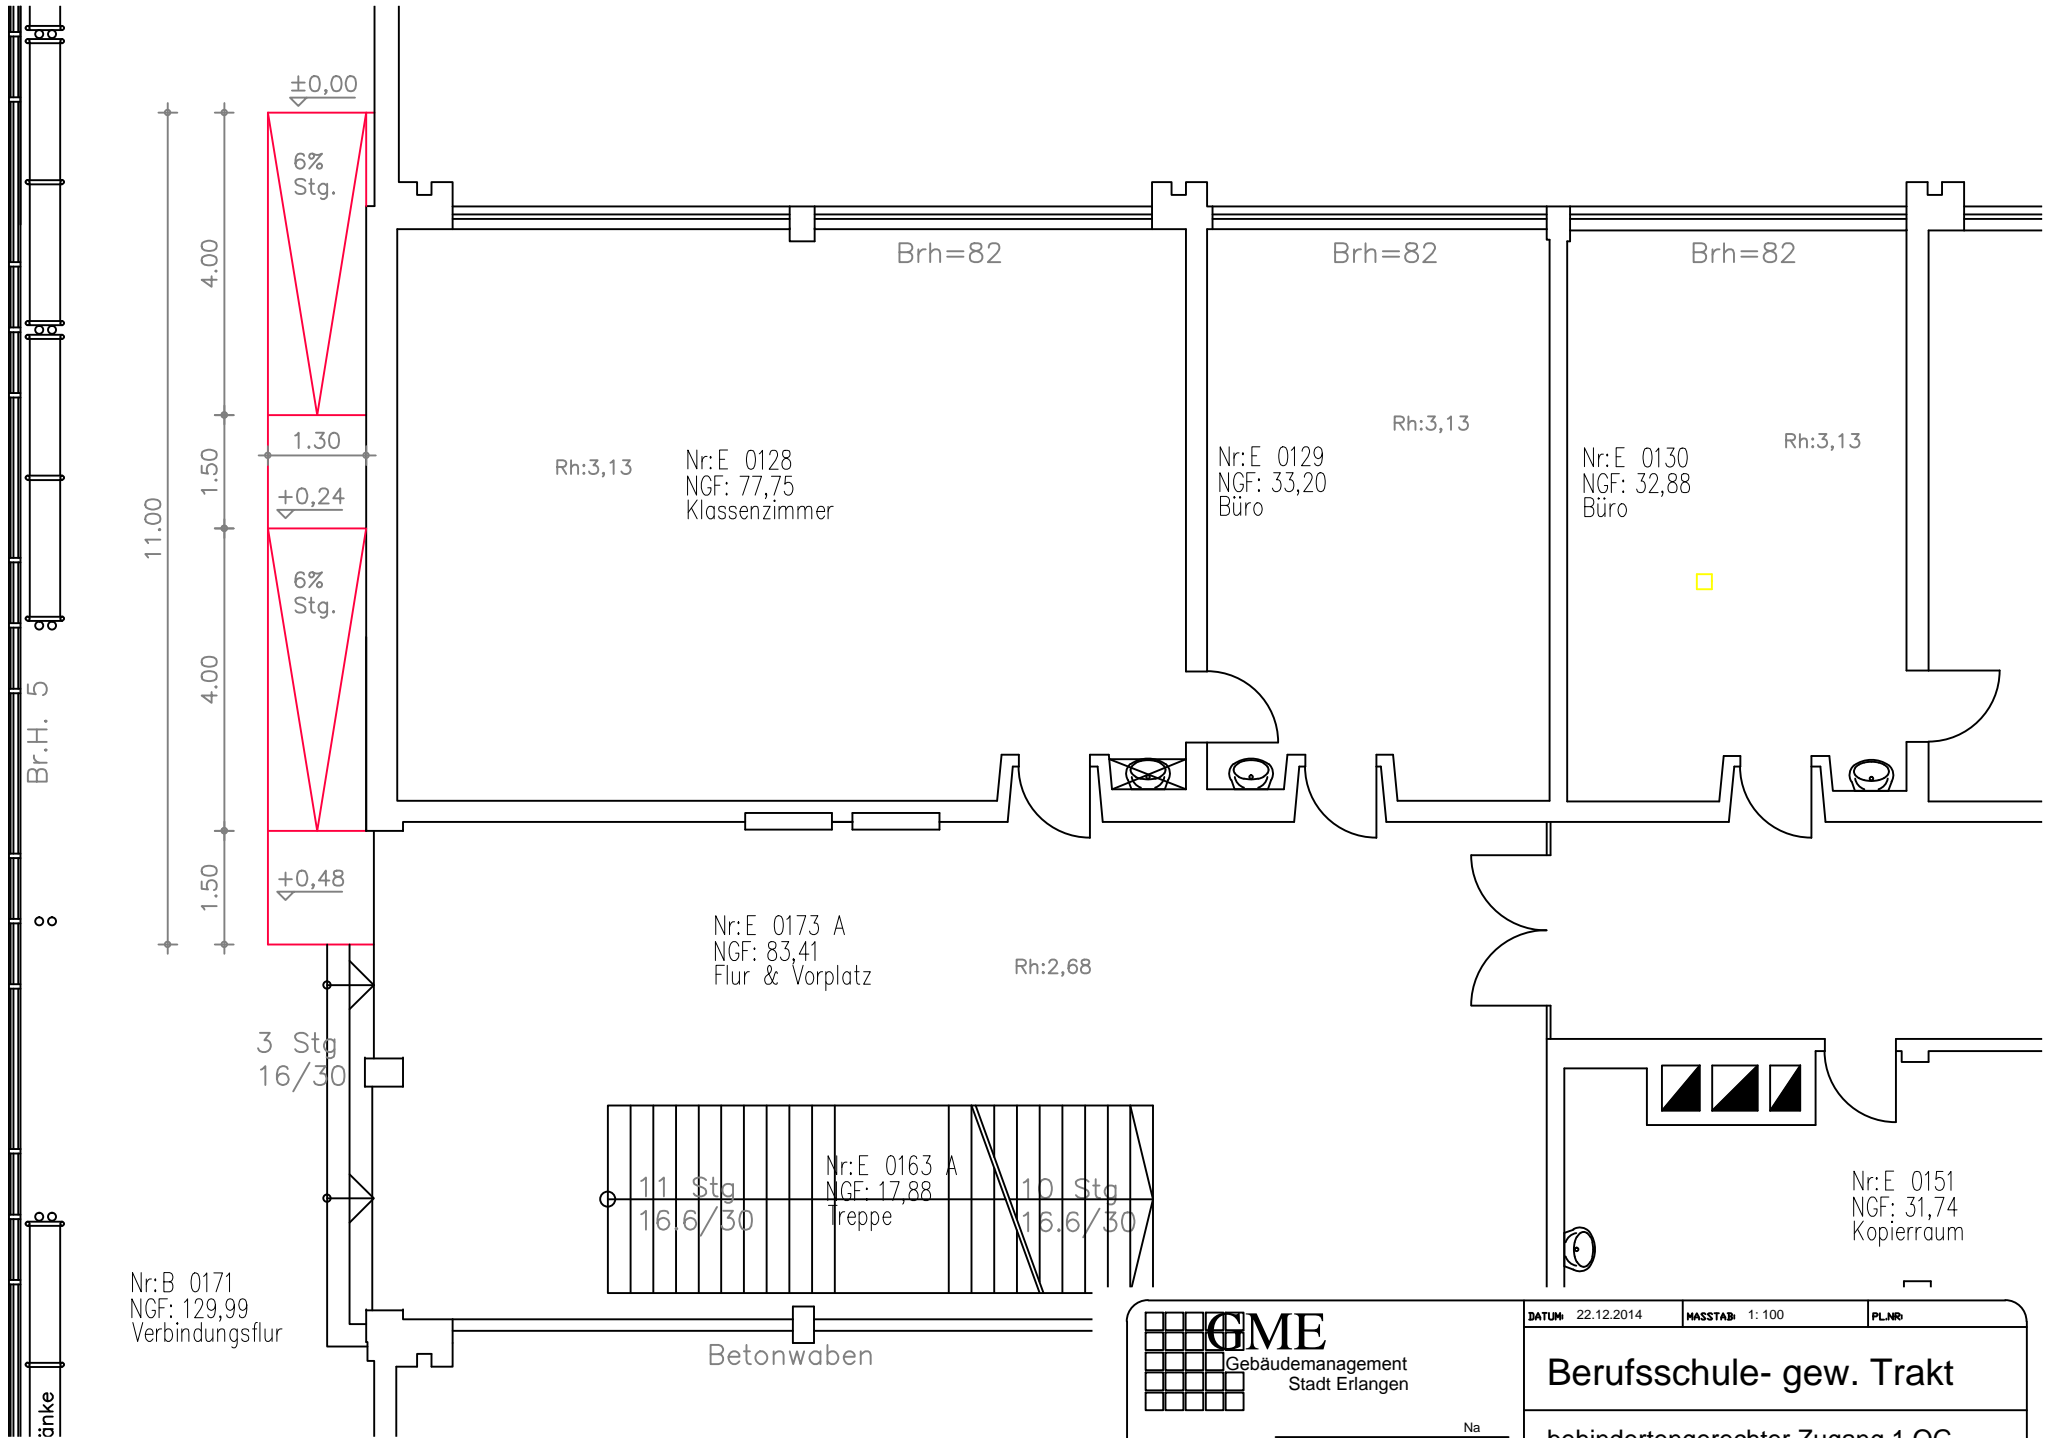 ±0,00
6%
Stg.
4.00
1.30
1.50
+0,24
11.00
6%
Stg.
4.00
Br.H. 5
+0,48
1.50
3 Stg
16/30
Nr:B 0171
NGF: 129,99
Verbindungsflur
änke
Brh=82
Brh=82
Brh=82
Rh:3,13
Nr:E 0128
NGF: 77,75
Klassenzimmer
Rh:3,13
Nr:E 0129
NGF: 33,20
Büro
Rh:3,13
Nr:E 0130
NGF: 32,88
Büro
Nr:E 0173 A
NGF: 83,41
Flur & Vorplatz
Rh:2,68
11 Stg
16.6/30
Nr:E 0163 A
NGF: 17,88
Treppe
10 Stg
16.6/30
Nr:E 0151
NGF: 31,74
Kopierraum
Betonwaben
GME
Gebäudemanagement
Stadt Erlangen
Na
DATUM: 22.12.2014 MASSTAB: 1: 100 PL.NR:
Berufsschule- gew. Trakt
behindertengerechter Zugang 1.OG